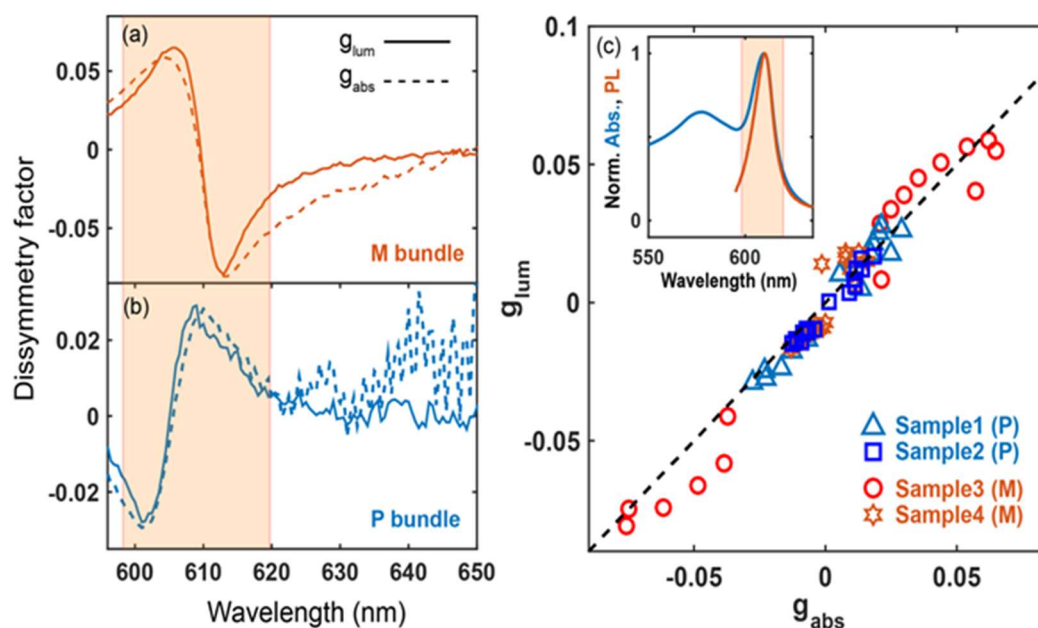 (a)
g_lum
g_abs
0.05
0
-0.05
M bundle
(b)
0.02
0
-0.02
P bundle
Dissymmetry factor
600 610 620 630 640 650
Wavelength (nm)
0.1
0.05
0
-0.05
g_lum
(c)
1
0
Norm. Abs., PL
550 600
Wavelength (nm)
Sample1 (P)
Sample2 (P)
Sample3 (M)
Sample4 (M)
-0.05 0 0.05
g_abs